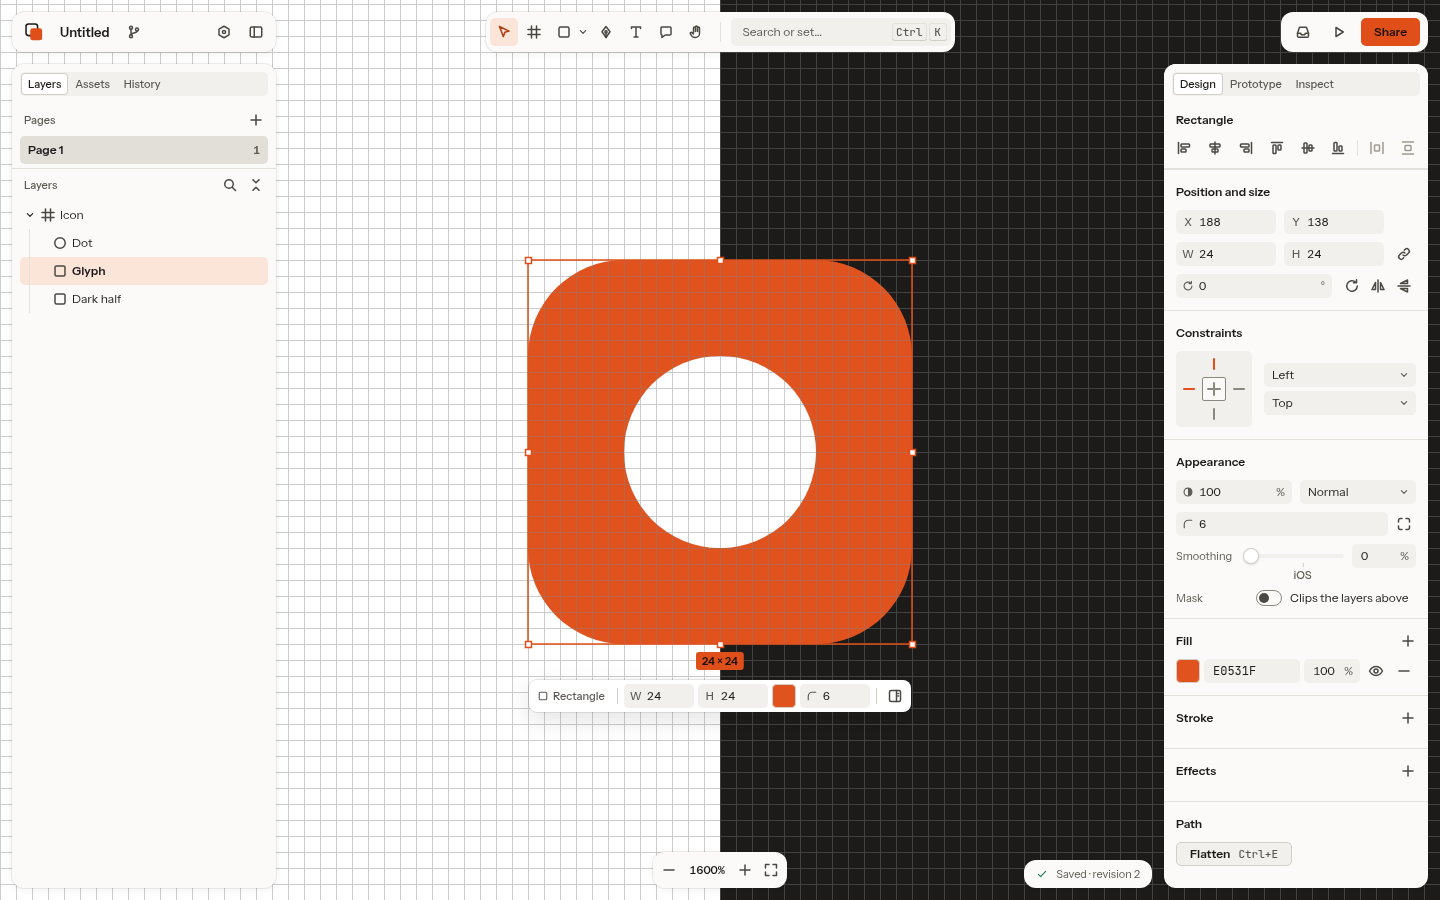 Untitled
Search or set... Ctrl K
Share
Layers Assets History
Pages
Page 1 1
Layers
Icon
Dot
Glyph
Dark half
24 × 24
Rectangle W 24 H 24 6
1600%
Saved · revision 2
Design Prototype Inspect
Rectangle
Position and size
X 188 Y 138
W 24 H 24
0 °
Constraints
Left
Top
Appearance
100 % Normal
6
Smoothing 0 %
iOS
Mask Clips the layers above
Fill
E0531F 100 %
Stroke
Effects
Path
Flatten Ctrl+E